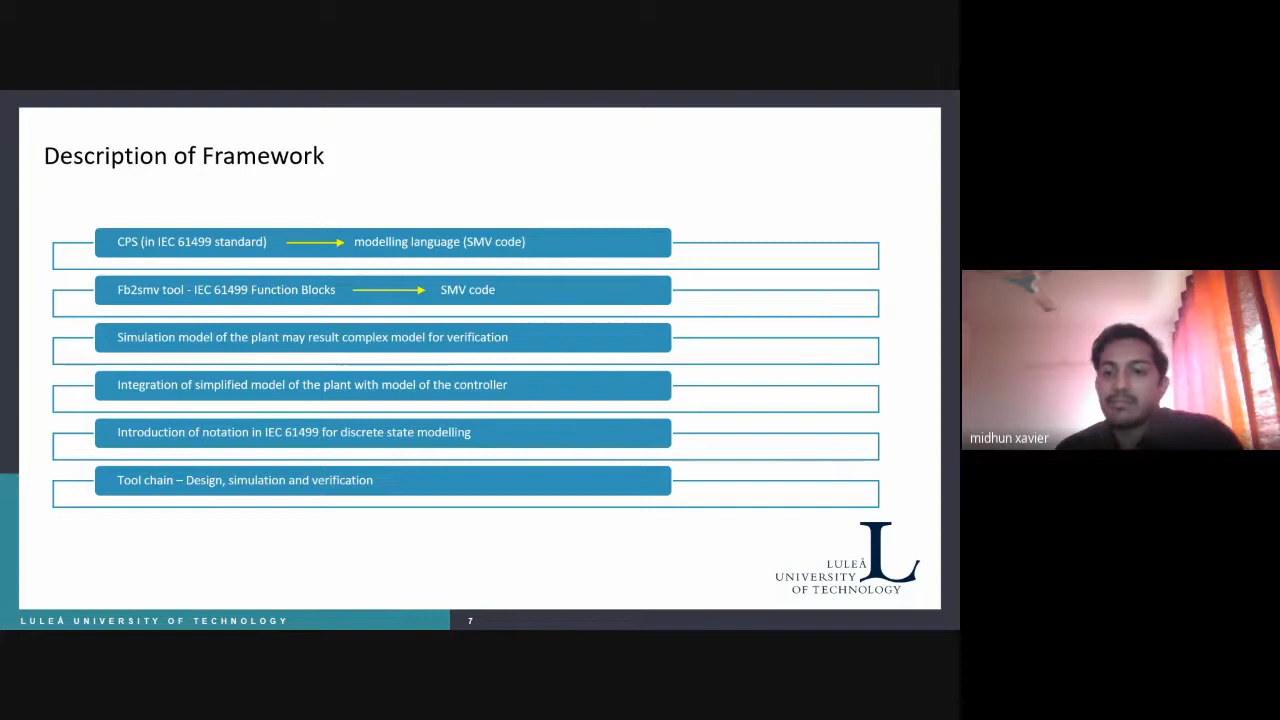 Description of Framework
CPS (in IEC 61499 standard) modelling language (SMV code)
Fb2smv tool - IEC 61499 Function Blocks SMV code
Simulation model of the plant may result complex model for verification
Integration of simplified model of the plant with model of the controller
Introduction of notation in IEC 61499 for discrete state modelling
Tool chain – Design, simulation and verification
L
LULEÅ
UNIVERSITY
OF TECHNOLOGY
LULEÅ UNIVERSITY OF TECHNOLOGY
7
midhun xavier